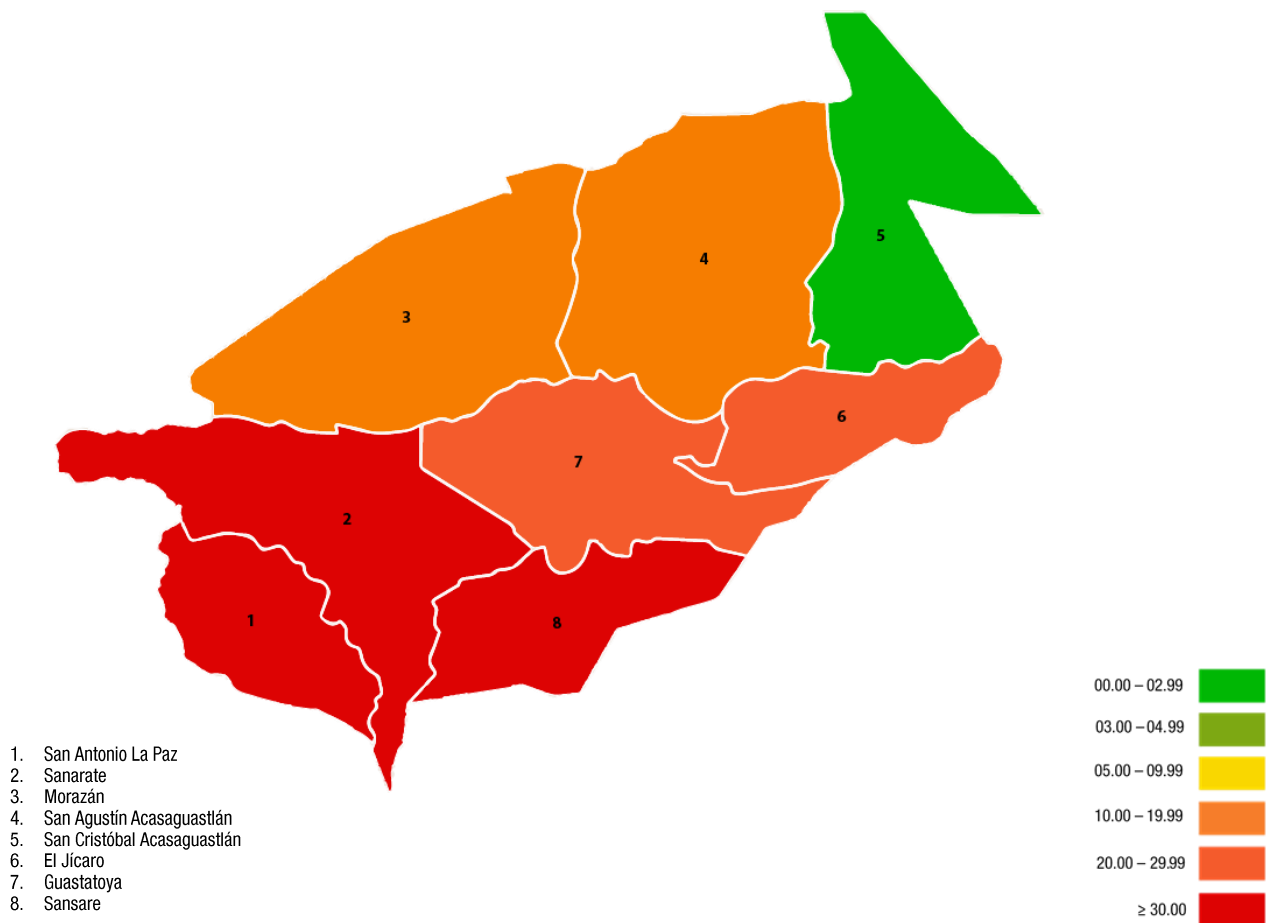 5
4
3
6
7
2
1
8
00.00 – 02.99
03.00 – 04.99
05.00 – 09.99
10.00 – 19.99
20.00 – 29.99
≥ 30.00
1. San Antonio La Paz
2. Sanarate
3. Morazán
4. San Agustín Acasaguastlán
5. San Cristóbal Acasaguastlán
6. El Jícaro
7. Guastatoya
8. Sansare